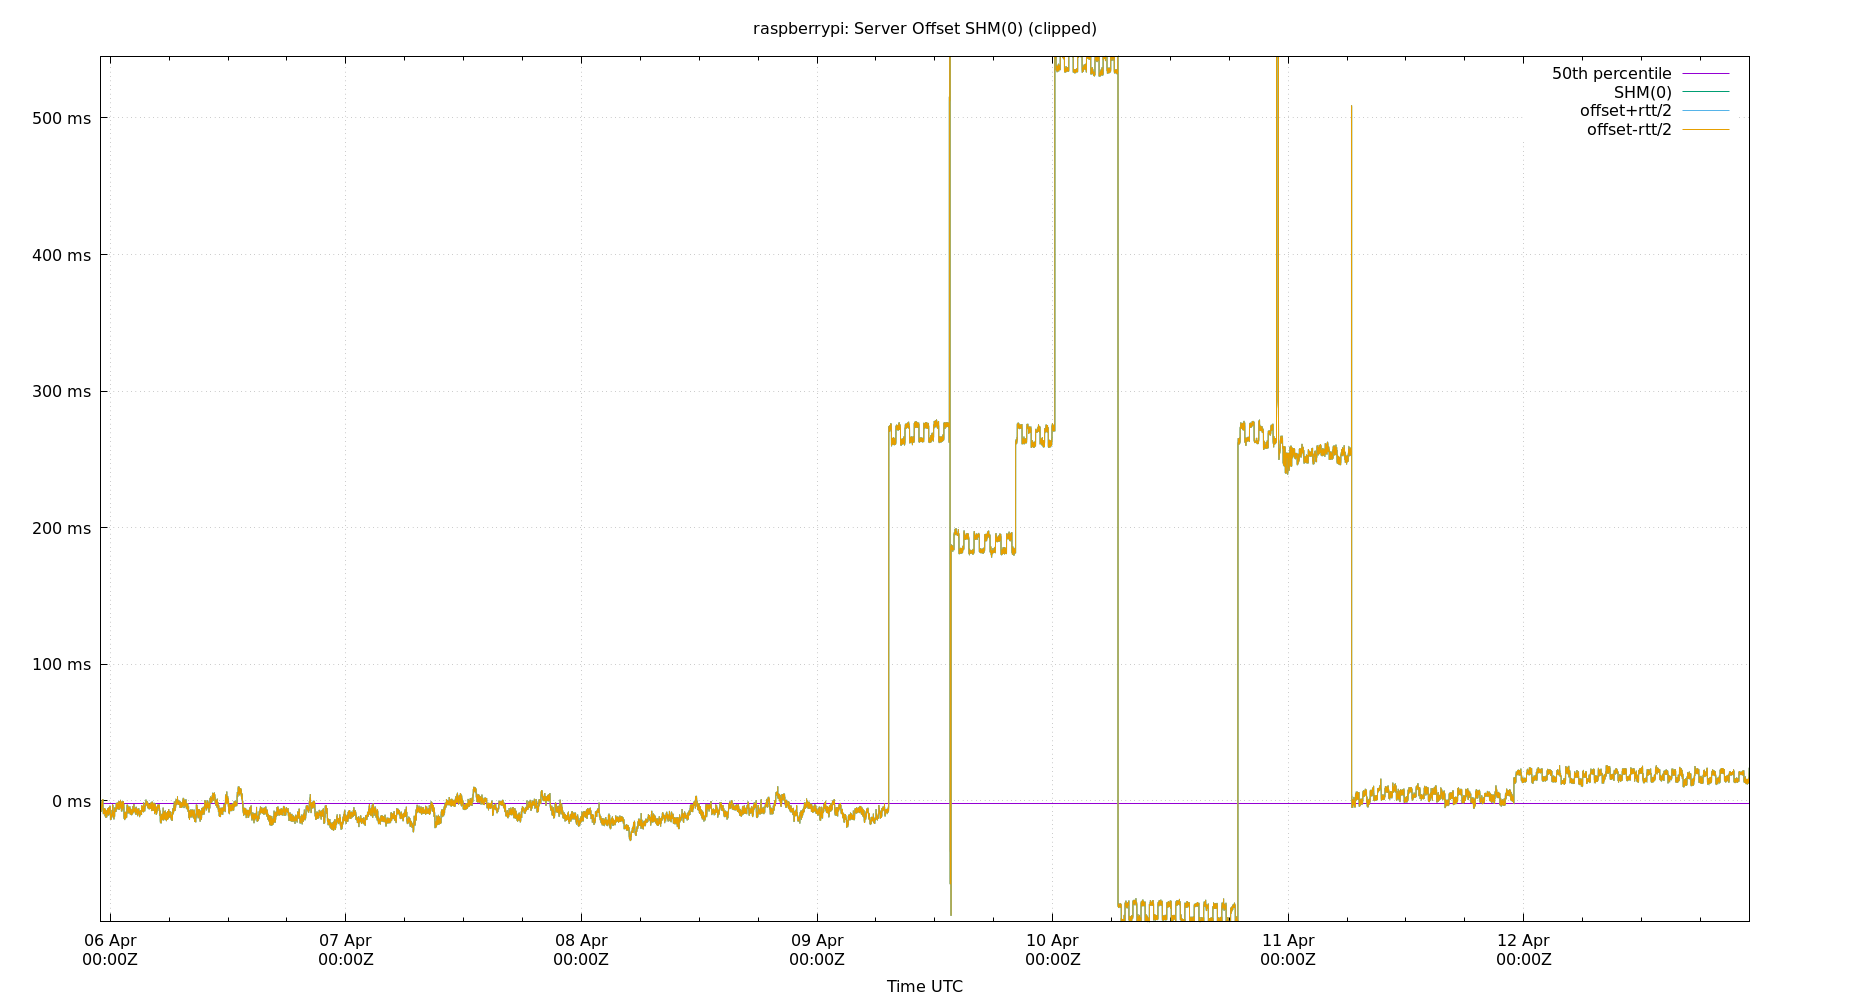 raspberrypi: Server Offset SHM(0) (clipped)
50th percentile
SHM(0)
offset+rtt/2
offset-rtt/2
500 ms
400 ms
300 ms
200 ms
100 ms
0 ms
06 Apr 07 Apr 08 Apr 09 Apr 10 Apr 11 Apr 12 Apr
00:00Z 00:00Z 00:00Z 00:00Z 00:00Z 00:00Z 00:00Z
Time UTC